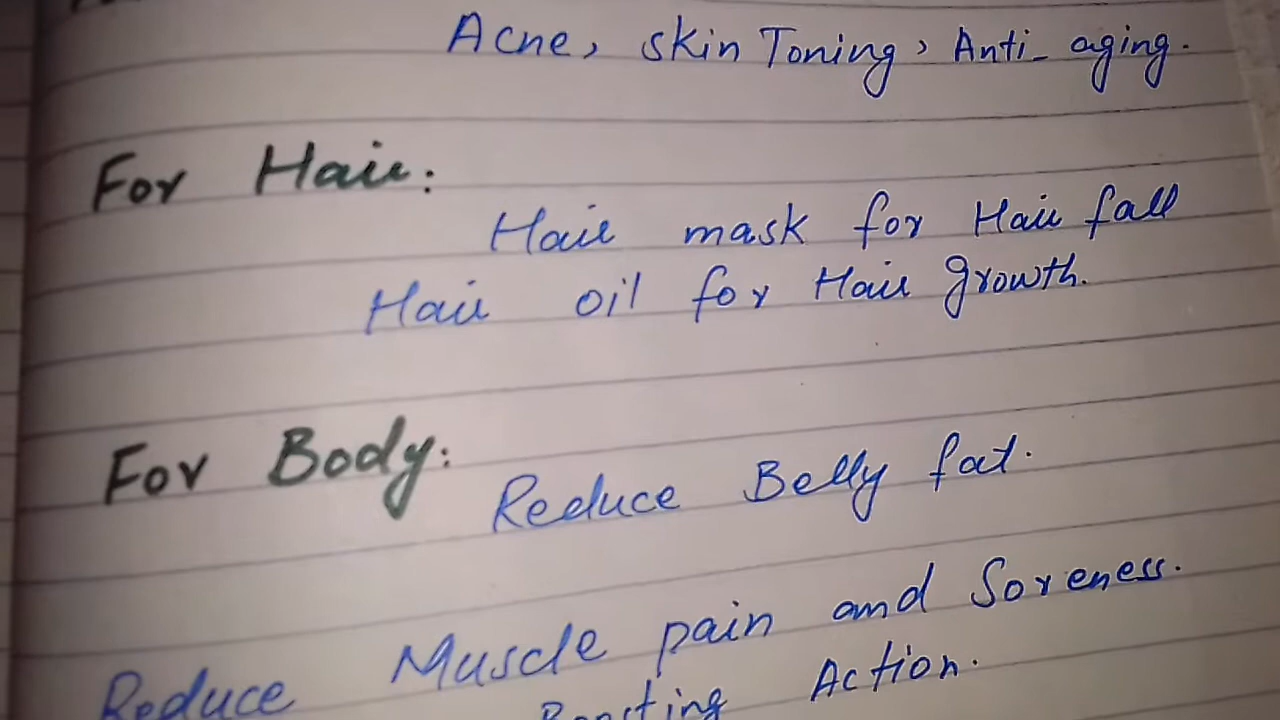 Acne, skin Toning, Anti-aging.
For Hair:
Hair mask for Hair fall
Hair oil for Hair Growth.
For Body:
Reduce Belly fat.
Reduce Muscle pain and Soreness.
Action.